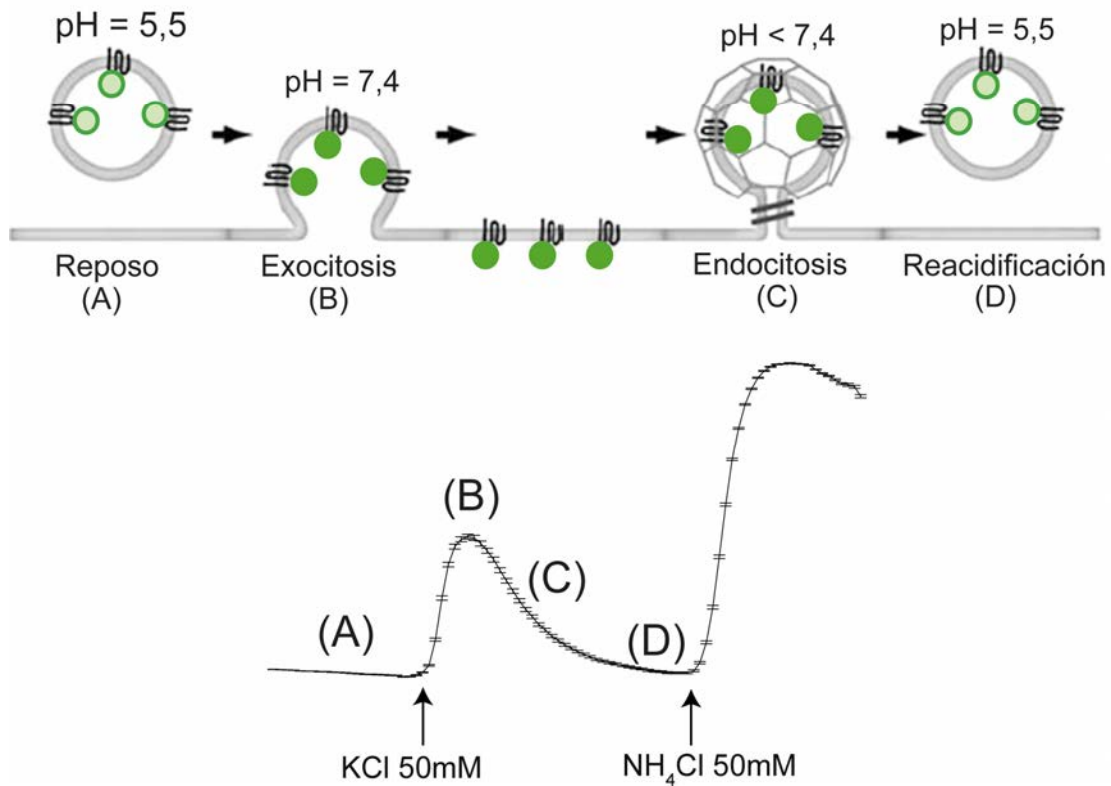 pH = 5,5
pH = 7,4
pH < 7,4
pH = 5,5
Reposo
(A)
Exocitosis
(B)
Endocitosis
(C)
Reacidificación
(D)
(A)
(B)
(C)
(D)
KCl 50mM
NH₄Cl 50mM